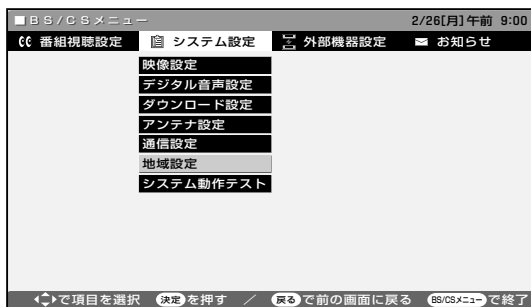 ■BS/CSメニュー 2/26[月]午前 9:00
番組視聴設定 システム設定 外部機器設定 お知らせ
映像設定
デジタル音声設定
ダウンロード設定
アンテナ設定
通信設定
地域設定
システム動作テスト
で項目を選択 決定を押す ／ 戻るで前の画面に戻る BS/CSメニューで終了